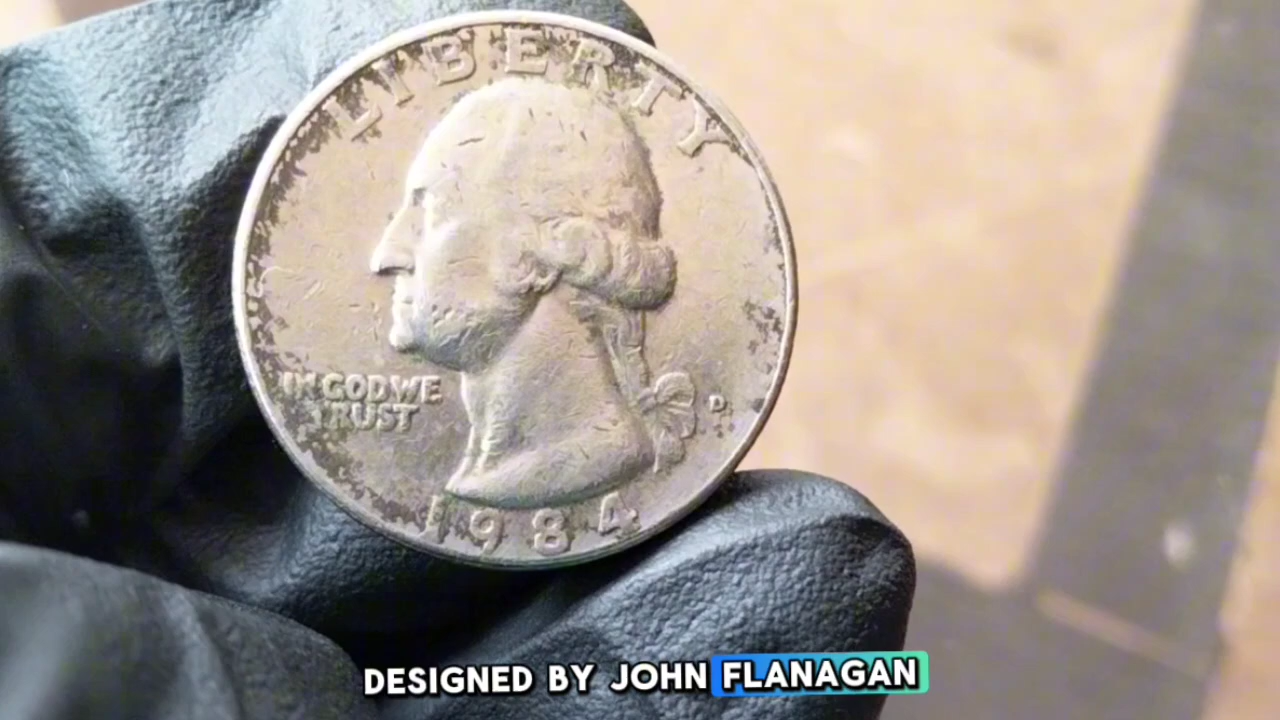 LIBERTY
IN GOD WE
TRUST
D
1984
DESIGNED BY JOHN FLANAGAN